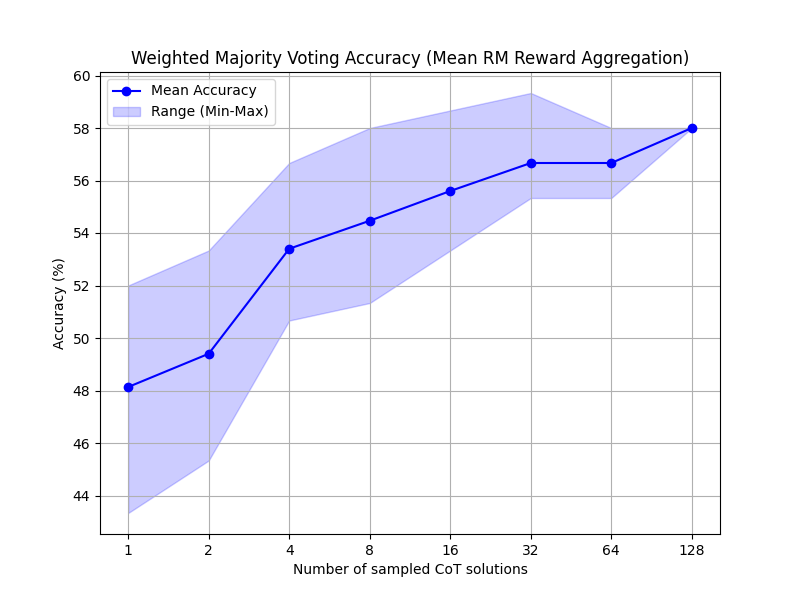 Weighted Majority Voting Accuracy (Mean RM Reward Aggregation)
Mean Accuracy
Range (Min-Max)
Accuracy (%)
60
58
56
54
52
50
48
46
44
1 2 4 8 16 32 64 128
Number of sampled CoT solutions